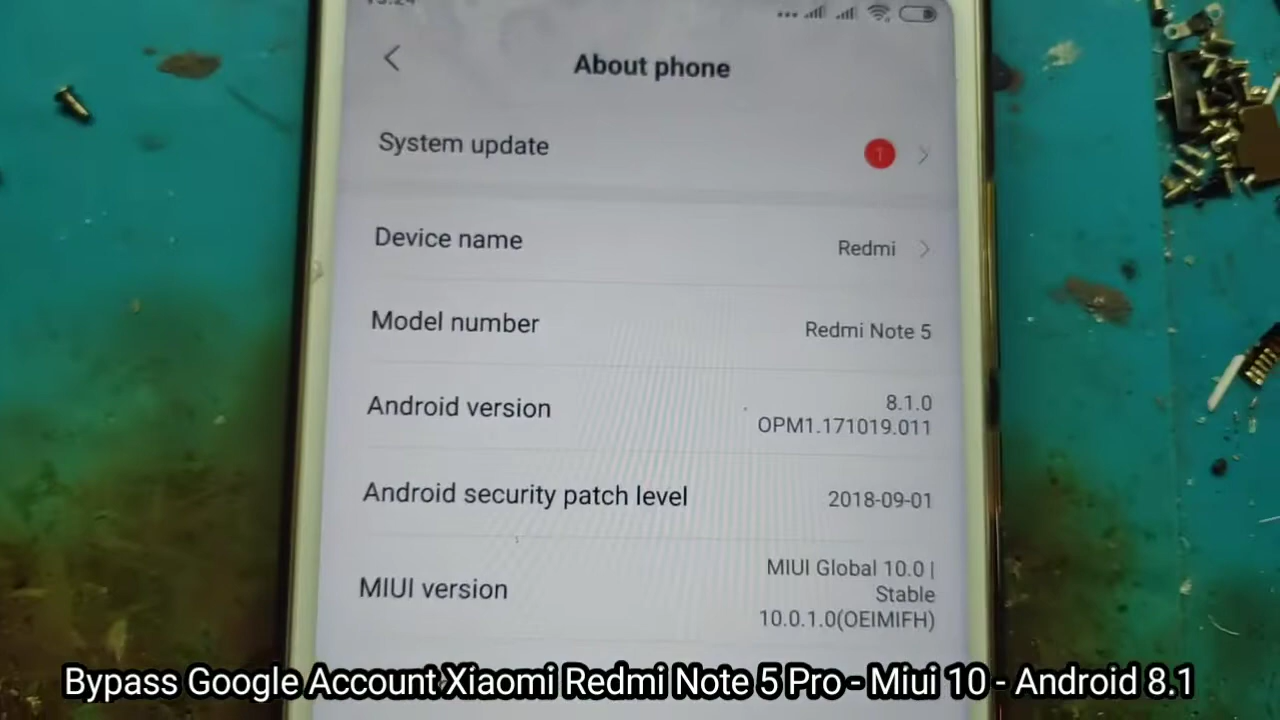 About phone
System update
1
Device name
Redmi
Model number
Redmi Note 5
Android version
8.1.0
OPM1.171019.011
Android security patch level
2018-09-01
MIUI version
MIUI Global 10.0 |
Stable
10.0.1.0(OEIMIFH)
Bypass Google Account Xiaomi Redmi Note 5 Pro - Miui 10 - Android 8.1